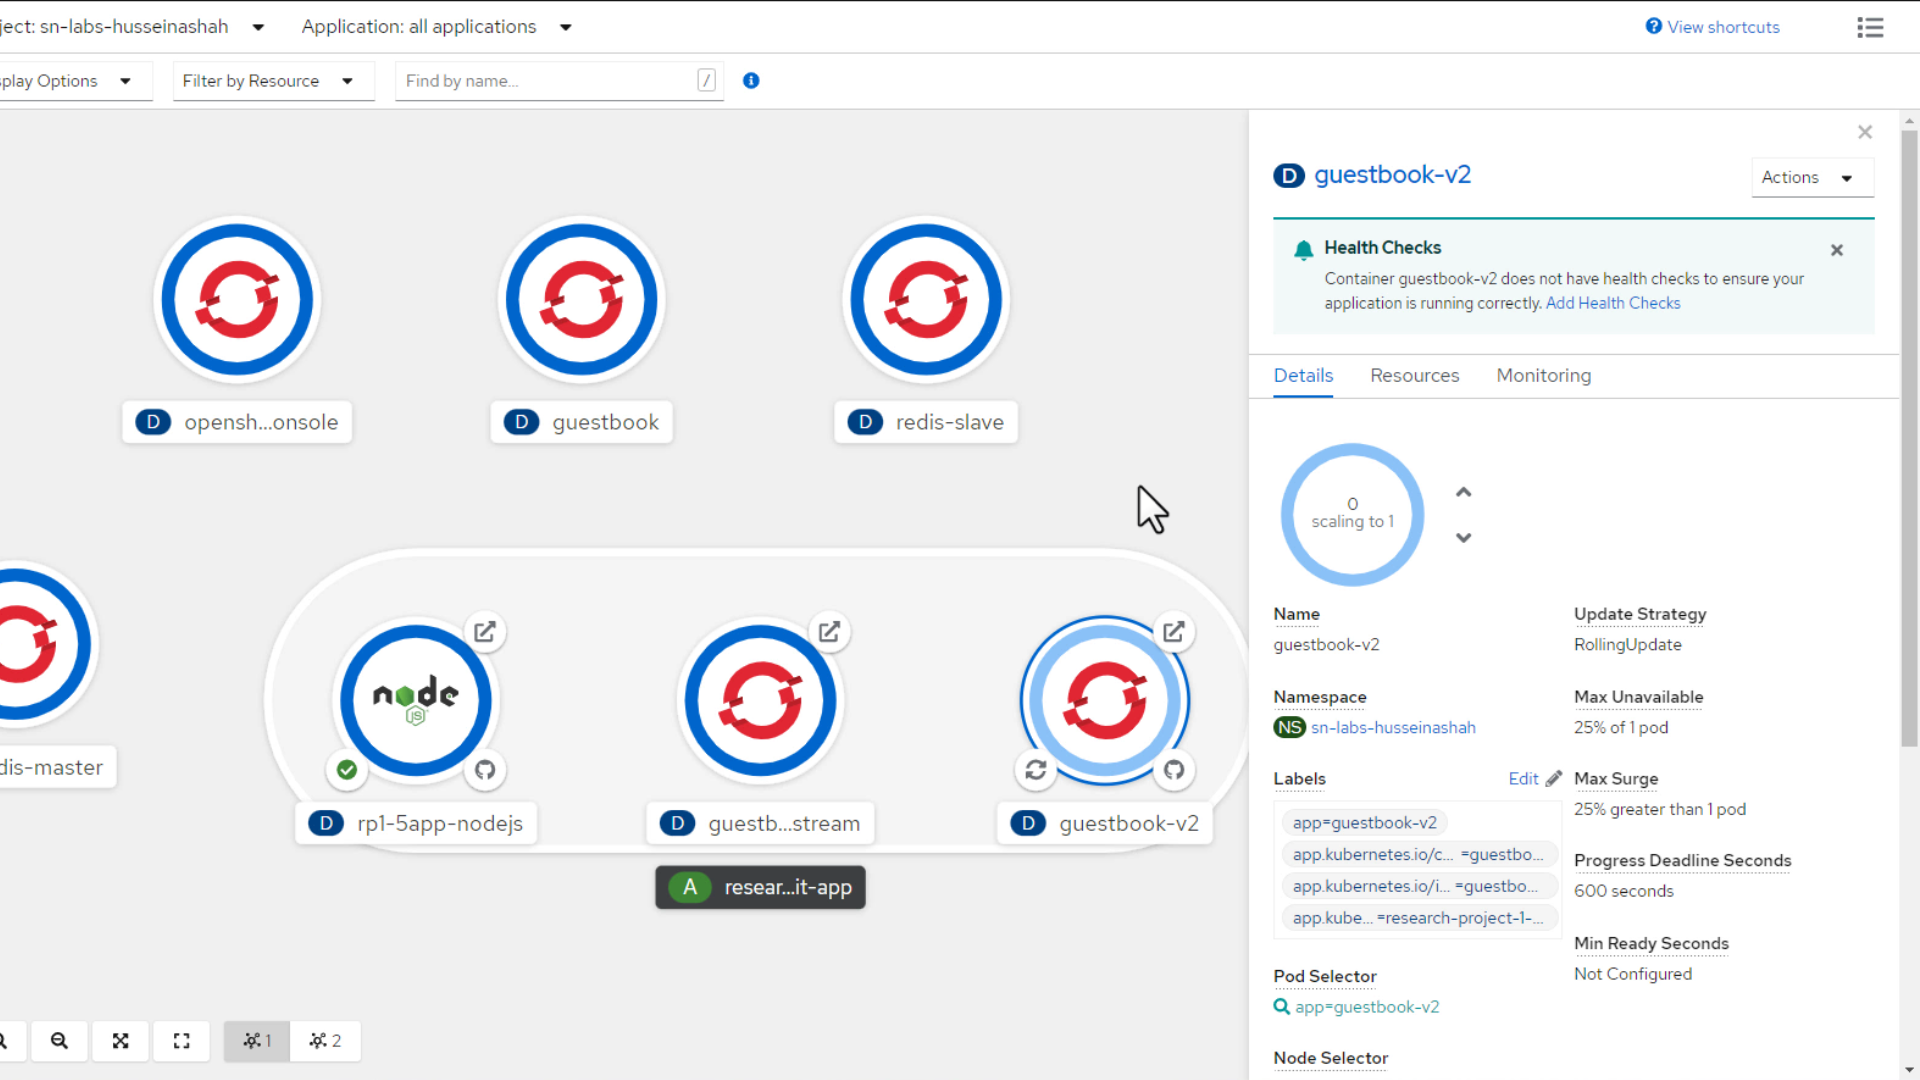 ject: sn-labs-husseinashah
Application: all applications
View shortcuts
splay Options
Filter by Resource
Find by name...
/
D guestbook-v2
Actions
Health Checks
Container guestbook-v2 does not have health checks to ensure your
application is running correctly. Add Health Checks
Details Resources Monitoring
0
scaling to 1
Name
guestbook-v2
Namespace
NS sn-labs-husseinashah
Labels
Edit
app=guestbook-v2
app.kubernetes.io/c... =guestbo...
app.kubernetes.io/i... =guestbo...
app.kube... =research-project-1-...
Pod Selector
app=guestbook-v2
Node Selector
Update Strategy
RollingUpdate
Max Unavailable
25% of 1 pod
Max Surge
25% greater than 1 pod
Progress Deadline Seconds
600 seconds
Min Ready Seconds
Not Configured
D opensh...onsole
D guestbook
D redis-slave
dis-master
node
JS
D rp1-5app-nodejs
D guestb...stream
D guestbook-v2
A resear...it-app
1
2